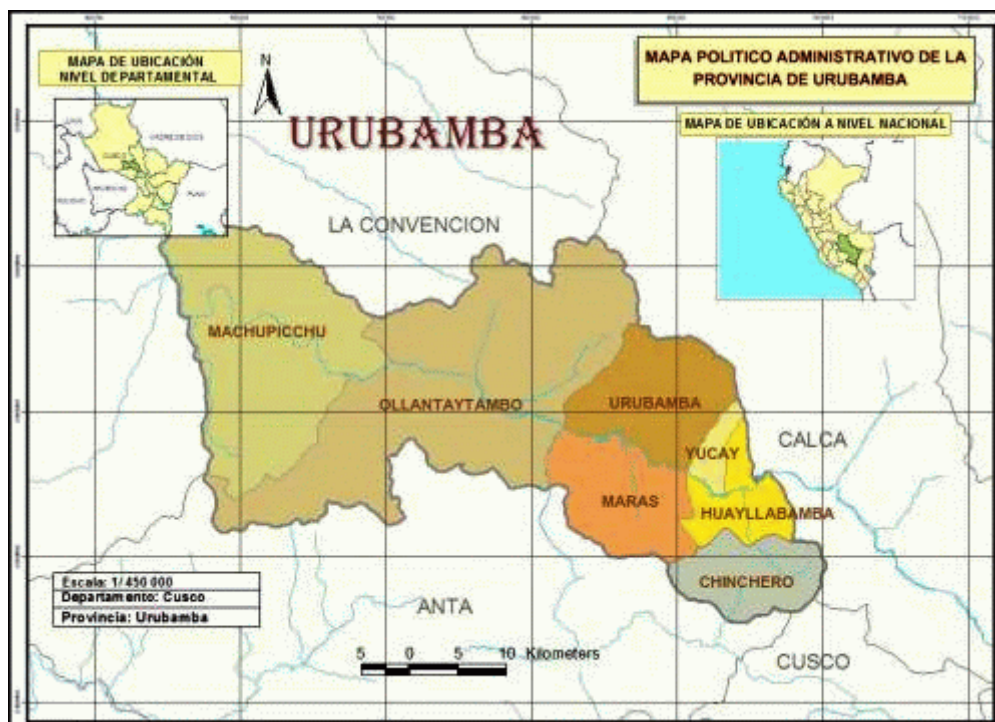 MAPA DE UBICACIÓN
NIVEL DEPARTAMENTAL
N
MAPA POLITICO ADMINISTRATIVO DE LA
PROVINCIA DE URUBAMBA
URUBAMBA
MAPA DE UBICACIÓN A NIVEL NACIONAL
CUSCO
LA CONVENCION
MACHUPICCHU
OLLANTAYTAMBO
URUBAMBA
CALCA
YUCAY
MARAS
HUAYLLABAMBA
CHINCHERO
Escala: 1/ 450 000
Departamento: Cusco
Provincia: Urubamba
ANTA
CUSCO
5 0 5 10 Kilometers